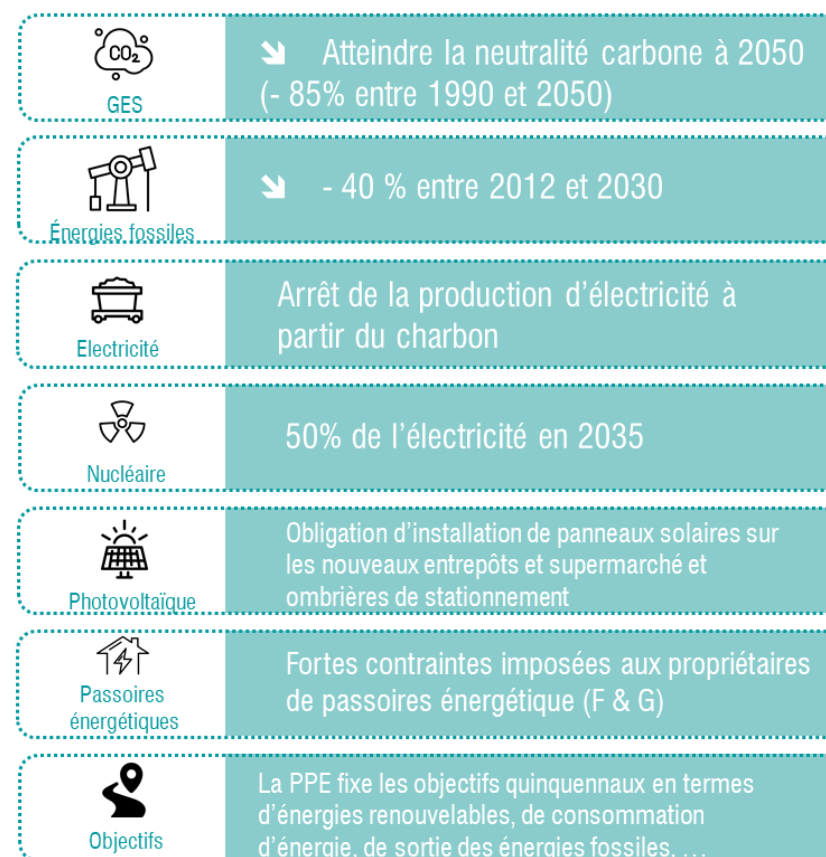 CO2
GES
Atteindre la neutralité carbone à 2050
(- 85% entre 1990 et 2050)
Énergies fossiles
- 40 % entre 2012 et 2030
Electricité
Arrêt de la production d’électricité à
partir du charbon
Nucléaire
50% de l’électricité en 2035
Photovoltaïque
Obligation d’installation de panneaux solaires sur
les nouveaux entrepôts et supermarché et
ombrières de stationnement
Passoires
énergétiques
Fortes contraintes imposées aux propriétaires
de passoires énergétique (F & G)
Objectifs
La PPE fixe les objectifs quinquennaux en termes
d’énergies renouvelables, de consommation
d’énergie, de sortie des énergies fossiles, …